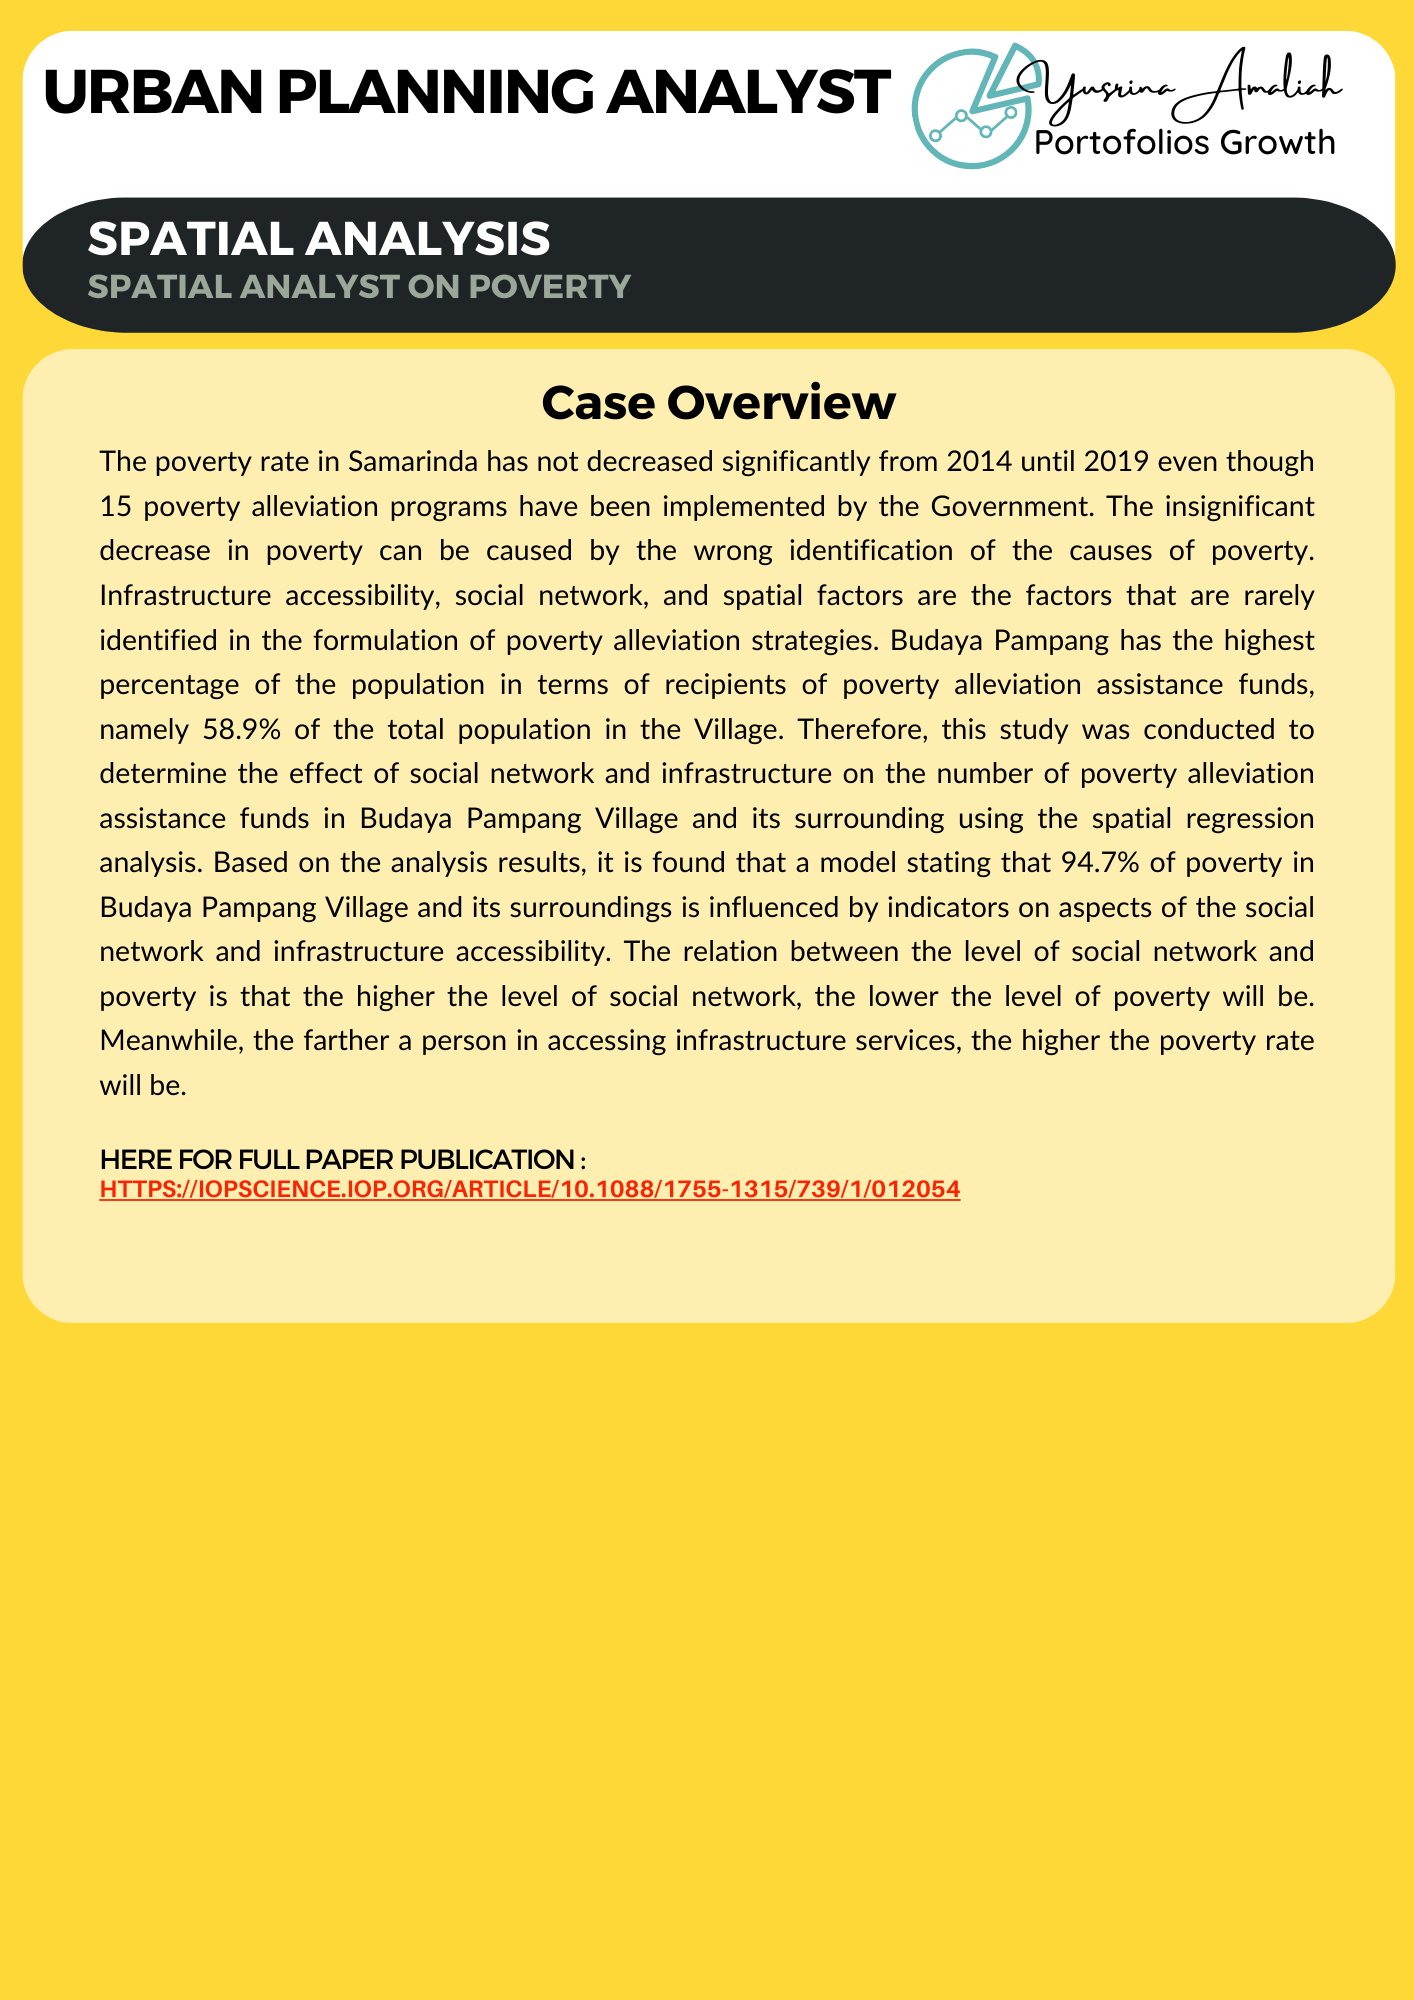 URBAN PLANNING ANALYST
Yusrina Amaliah
Portofolios Growth
SPATIAL ANALYSIS
SPATIAL ANALYST ON POVERTY
Case Overview
The poverty rate in Samarinda has not decreased significantly from 2014 until 2019 even though
15 poverty alleviation programs have been implemented by the Government. The insignificant
decrease in poverty can be caused by the wrong identification of the causes of poverty.
Infrastructure accessibility, social network, and spatial factors are the factors that are rarely
identified in the formulation of poverty alleviation strategies. Budaya Pampang has the highest
percentage of the population in terms of recipients of poverty alleviation assistance funds,
namely 58.9% of the total population in the Village. Therefore, this study was conducted to
determine the effect of social network and infrastructure on the number of poverty alleviation
assistance funds in Budaya Pampang Village and its surrounding using the spatial regression
analysis. Based on the analysis results, it is found that a model stating that 94.7% of poverty in
Budaya Pampang Village and its surroundings is influenced by indicators on aspects of the social
network and infrastructure accessibility. The relation between the level of social network and
poverty is that the higher the level of social network, the lower the level of poverty will be.
Meanwhile, the farther a person in accessing infrastructure services, the higher the poverty rate
will be.
HERE FOR FULL PAPER PUBLICATION :
HTTPS://IOPSCIENCE.IOP.ORG/ARTICLE/10.1088/1755-1315/739/1/012054